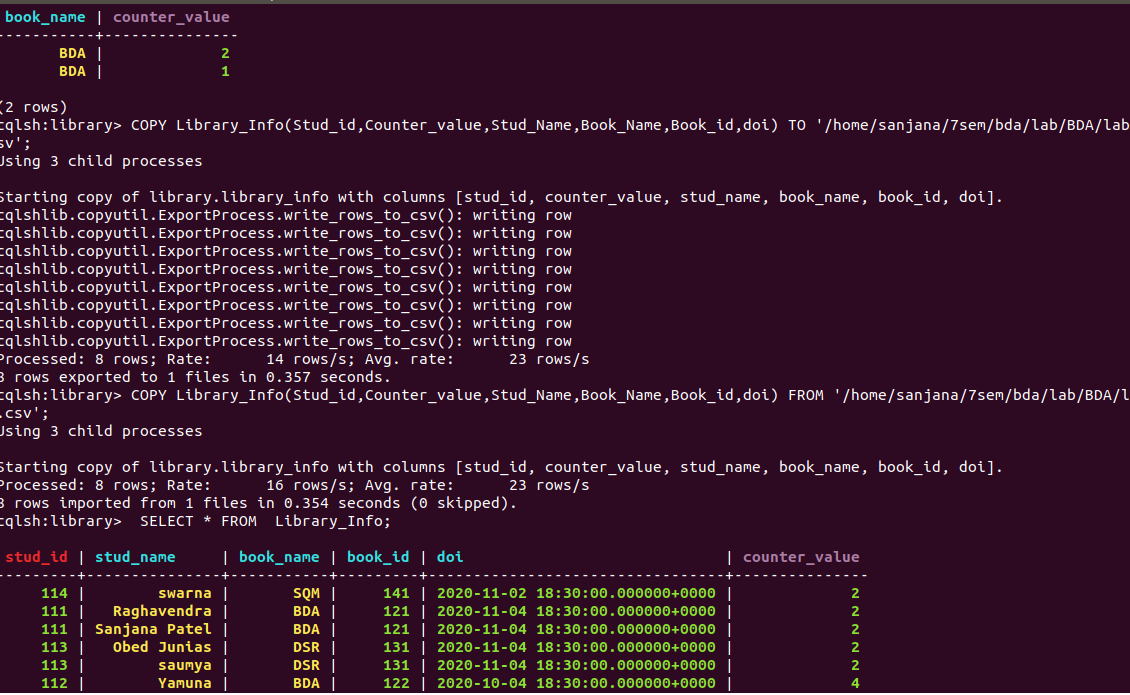 book_name | counter_value
-----------+---------------
BDA | 2
BDA | 1
(2 rows)
cqlsh:library> COPY Library_Info(Stud_id,Counter_value,Stud_Name,Book_Name,Book_id,doi) TO '/home/sanjana/7sem/bda/lab/BDA/lab
sv';
Using 3 child processes
Starting copy of library.library_info with columns [stud_id, counter_value, stud_name, book_name, book_id, doi].
cqlshlib.copyutil.ExportProcess.write_rows_to_csv(): writing row
cqlshlib.copyutil.ExportProcess.write_rows_to_csv(): writing row
cqlshlib.copyutil.ExportProcess.write_rows_to_csv(): writing row
cqlshlib.copyutil.ExportProcess.write_rows_to_csv(): writing row
cqlshlib.copyutil.ExportProcess.write_rows_to_csv(): writing row
cqlshlib.copyutil.ExportProcess.write_rows_to_csv(): writing row
cqlshlib.copyutil.ExportProcess.write_rows_to_csv(): writing row
cqlshlib.copyutil.ExportProcess.write_rows_to_csv(): writing row
Processed: 8 rows; Rate: 14 rows/s; Avg. rate: 23 rows/s
8 rows exported to 1 files in 0.357 seconds.
cqlsh:library> COPY Library_Info(Stud_id,Counter_value,Stud_Name,Book_Name,Book_id,doi) FROM '/home/sanjana/7sem/bda/lab/BDA/l
.csv';
Using 3 child processes
Starting copy of library.library_info with columns [stud_id, counter_value, stud_name, book_name, book_id, doi].
Processed: 8 rows; Rate: 16 rows/s; Avg. rate: 23 rows/s
8 rows imported from 1 files in 0.354 seconds (0 skipped).
cqlsh:library> SELECT * FROM Library_Info;
stud_id | stud_name | book_name | book_id | doi | counter_value
---------+---------------+-----------+---------+---------------------------------+---------------
114 | swarna | SQM | 141 | 2020-11-02 18:30:00.000000+0000 | 2
111 | Raghavendra | BDA | 121 | 2020-11-04 18:30:00.000000+0000 | 2
111 | Sanjana Patel | BDA | 121 | 2020-11-04 18:30:00.000000+0000 | 2
113 | Obed Junias | DSR | 131 | 2020-11-04 18:30:00.000000+0000 | 2
113 | saumya | DSR | 131 | 2020-11-04 18:30:00.000000+0000 | 2
112 | Yamuna | BDA | 122 | 2020-10-04 18:30:00.000000+0000 | 4